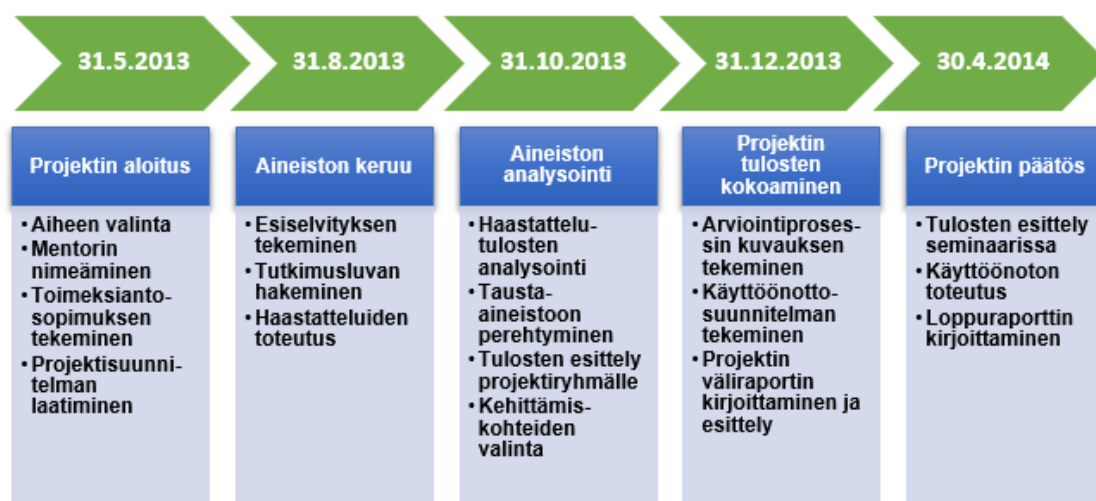 31.5.2013
31.8.2013
31.10.2013
31.12.2013
30.4.2014
Projektin aloitus
• Aiheen valinta
• Mentorin
nimeäminen
• Toimeksianto-
sopimuksen
tekeminen
• Projektisuunni-
telman
laatiminen
Aineiston keruu
• Esiselvityksen
tekeminen
• Tutkimusluvan
hakeminen
• Haastatteluiden
toteutus
Aineiston
analysointi
• Haastattelu-
tulosten
analysointi
• Tausta-
aineistoon
perehtyminen
• Tulosten esittely
projektiryhmälle
• Kehittämis-
kohteiden
valinta
Projektin
tulosten
kokoaminen
• Arviointiproses-
sin kuvauksen
tekeminen
• Käyttöönotto-
suunnitelman
tekeminen
• Projektin
väliraportin
kirjoittaminen ja
esittely
Projektin päätös
• Tulosten esittely
seminaarissa
• Käyttöönoton
toteutus
• Loppuraporttin
kirjoittaminen